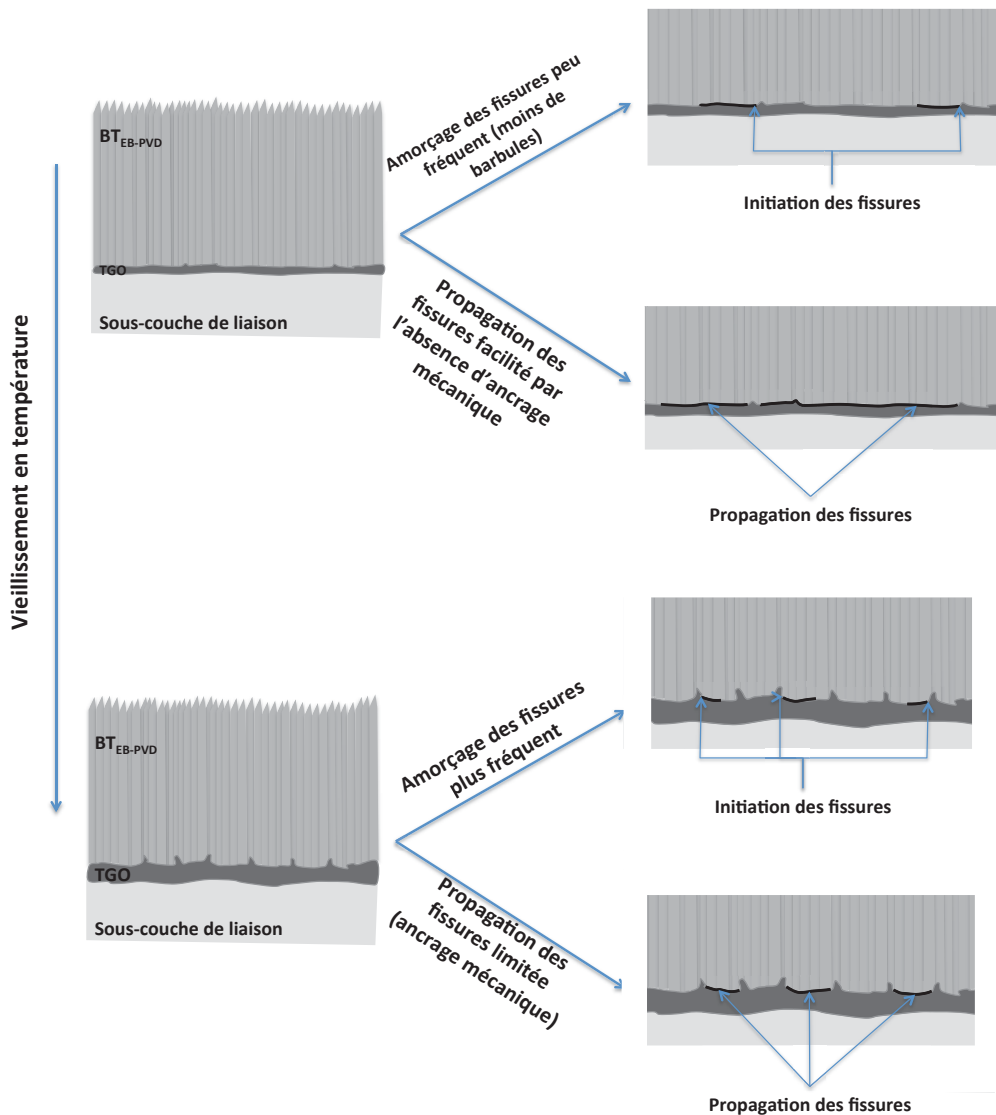 Vieillissement en température
BT EB-PVD
TGO
Sous-couche de liaison
Amorçage des fissures peu
fréquent (moins de
barbules)
Initiation des fissures
Propagation des
fissures facilité par
l'absence d'ancrage
mécanique
Propagation des fissures
BT EB-PVD
TGO
Sous-couche de liaison
Amorçage des fissures
plus fréquent
Initiation des fissures
Propagation des
fissures limitée
(ancrage mécanique)
Propagation des fissures